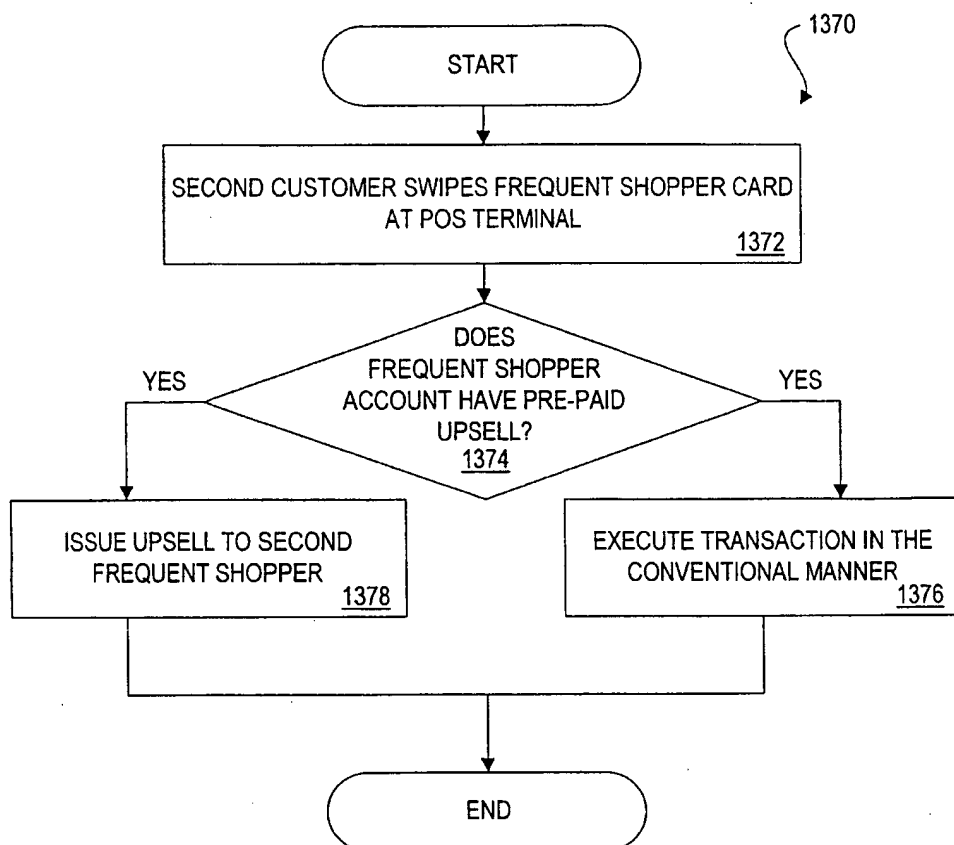 1370
START
SECOND CUSTOMER SWIPES FREQUENT SHOPPER CARD
AT POS TERMINAL
1372
DOES
FREQUENT SHOPPER
ACCOUNT HAVE PRE-PAID
UPSELL?
1374
YES
YES
ISSUE UPSELL TO SECOND
FREQUENT SHOPPER
1378
EXECUTE TRANSACTION IN THE
CONVENTIONAL MANNER
1376
END